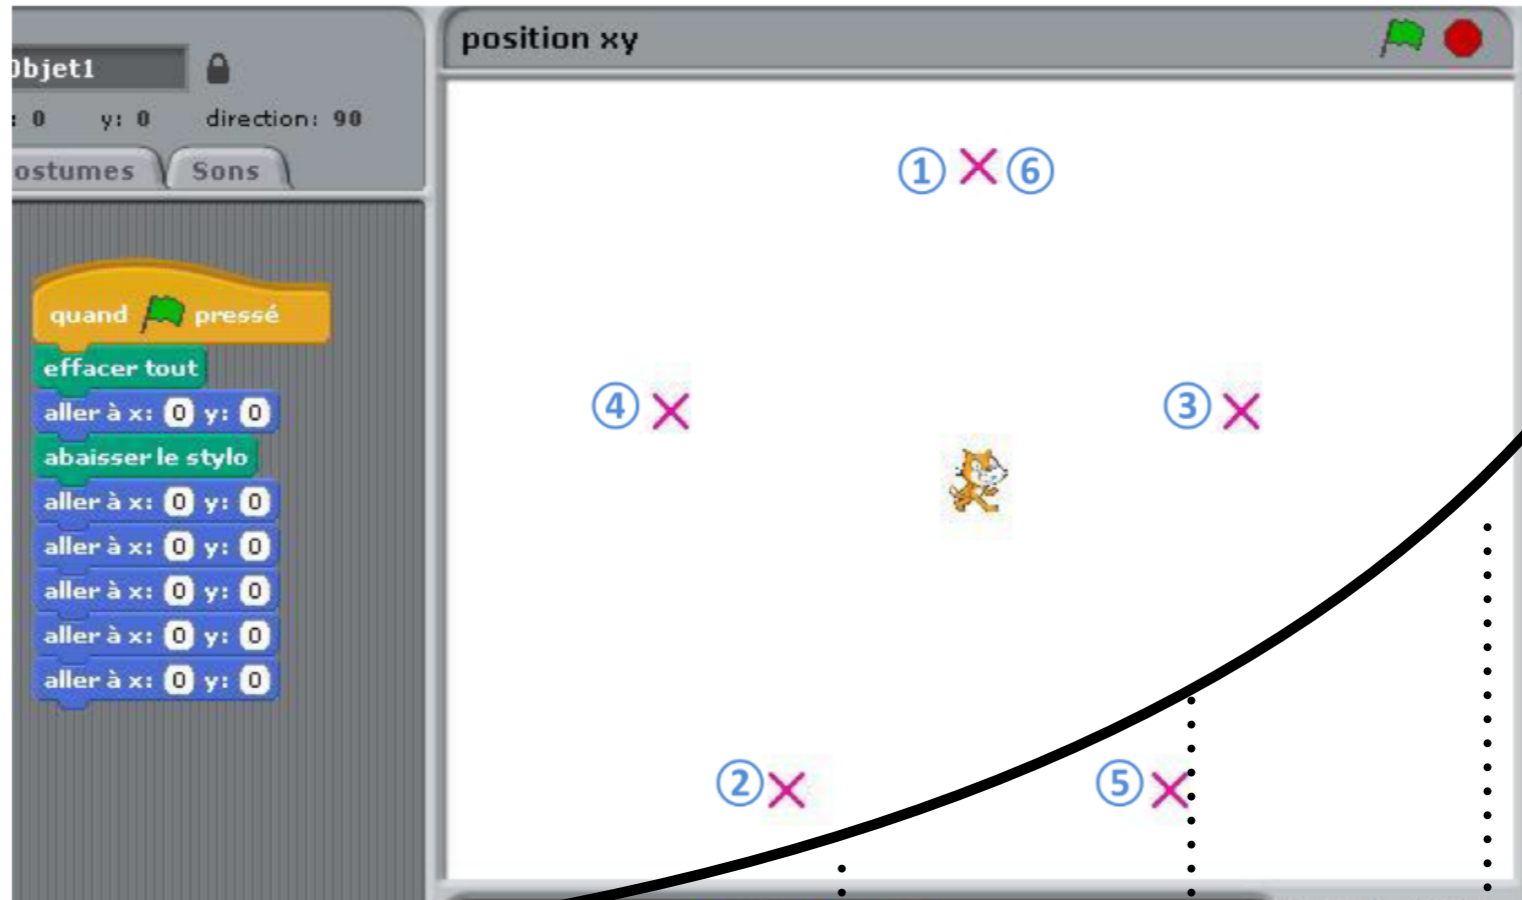 Objet1
position xy
: 0 y: 0 direction: 90
ostumes Sons
quand pressé
effacer tout
aller à x: 0 y: 0
abaisser le stylo
aller à x: 0 y: 0
aller à x: 0 y: 0
aller à x: 0 y: 0
aller à x: 0 y: 0
aller à x: 0 y: 0
① ⑥
④ ③
② ⑤